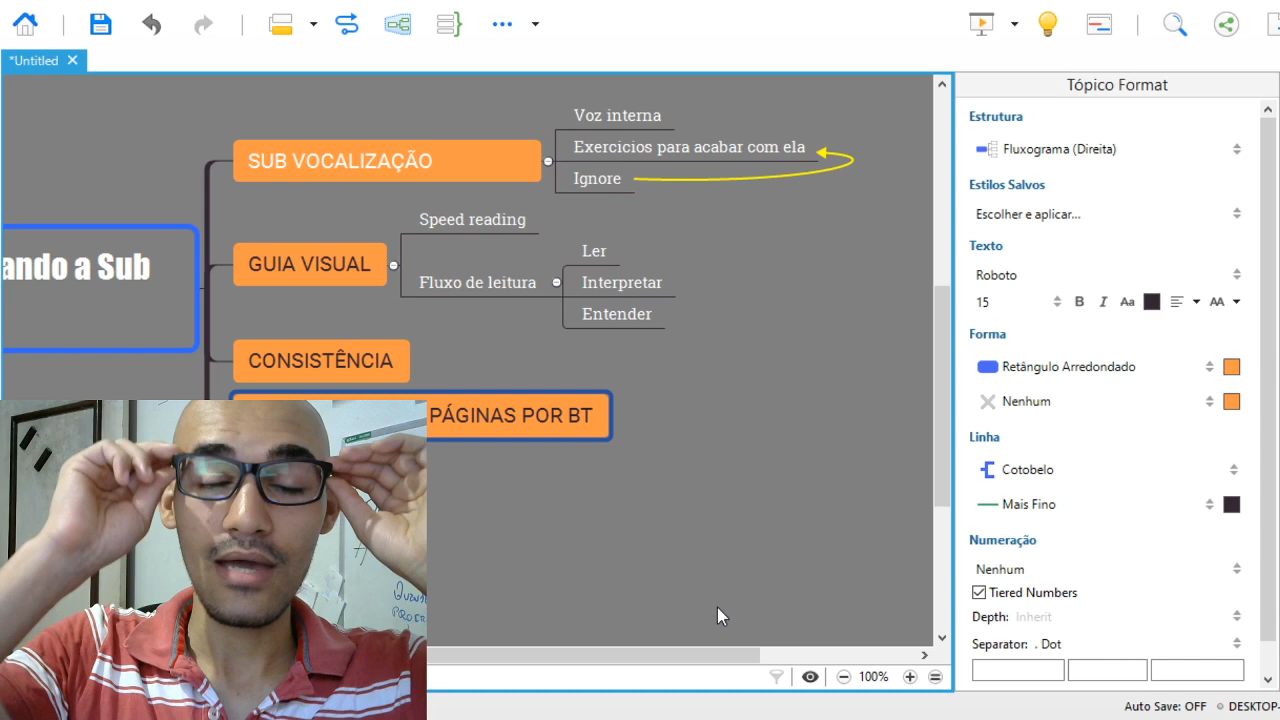 *Untitled
Tópico Format
ando a Sub
SUB VOCALIZAÇÃO
Voz interna
Exercicios para acabar com ela
Ignore
GUIA VISUAL
Speed reading
Fluxo de leitura
Ler
Interpretar
Entender
CONSISTÊNCIA
PÁGINAS POR BT
Estrutura
Fluxograma (Direita)
Estilos Salvos
Escolher e aplicar...
Texto
Roboto
15 B I Aa AA
Forma
Retângulo Arredondado
Nenhum
Linha
Cotobelo
Mais Fino
Numeração
Nenhum
Tiered Numbers
Depth: Inherit
Separator: . Dot
100%
Auto Save: OFF DESKTOP-